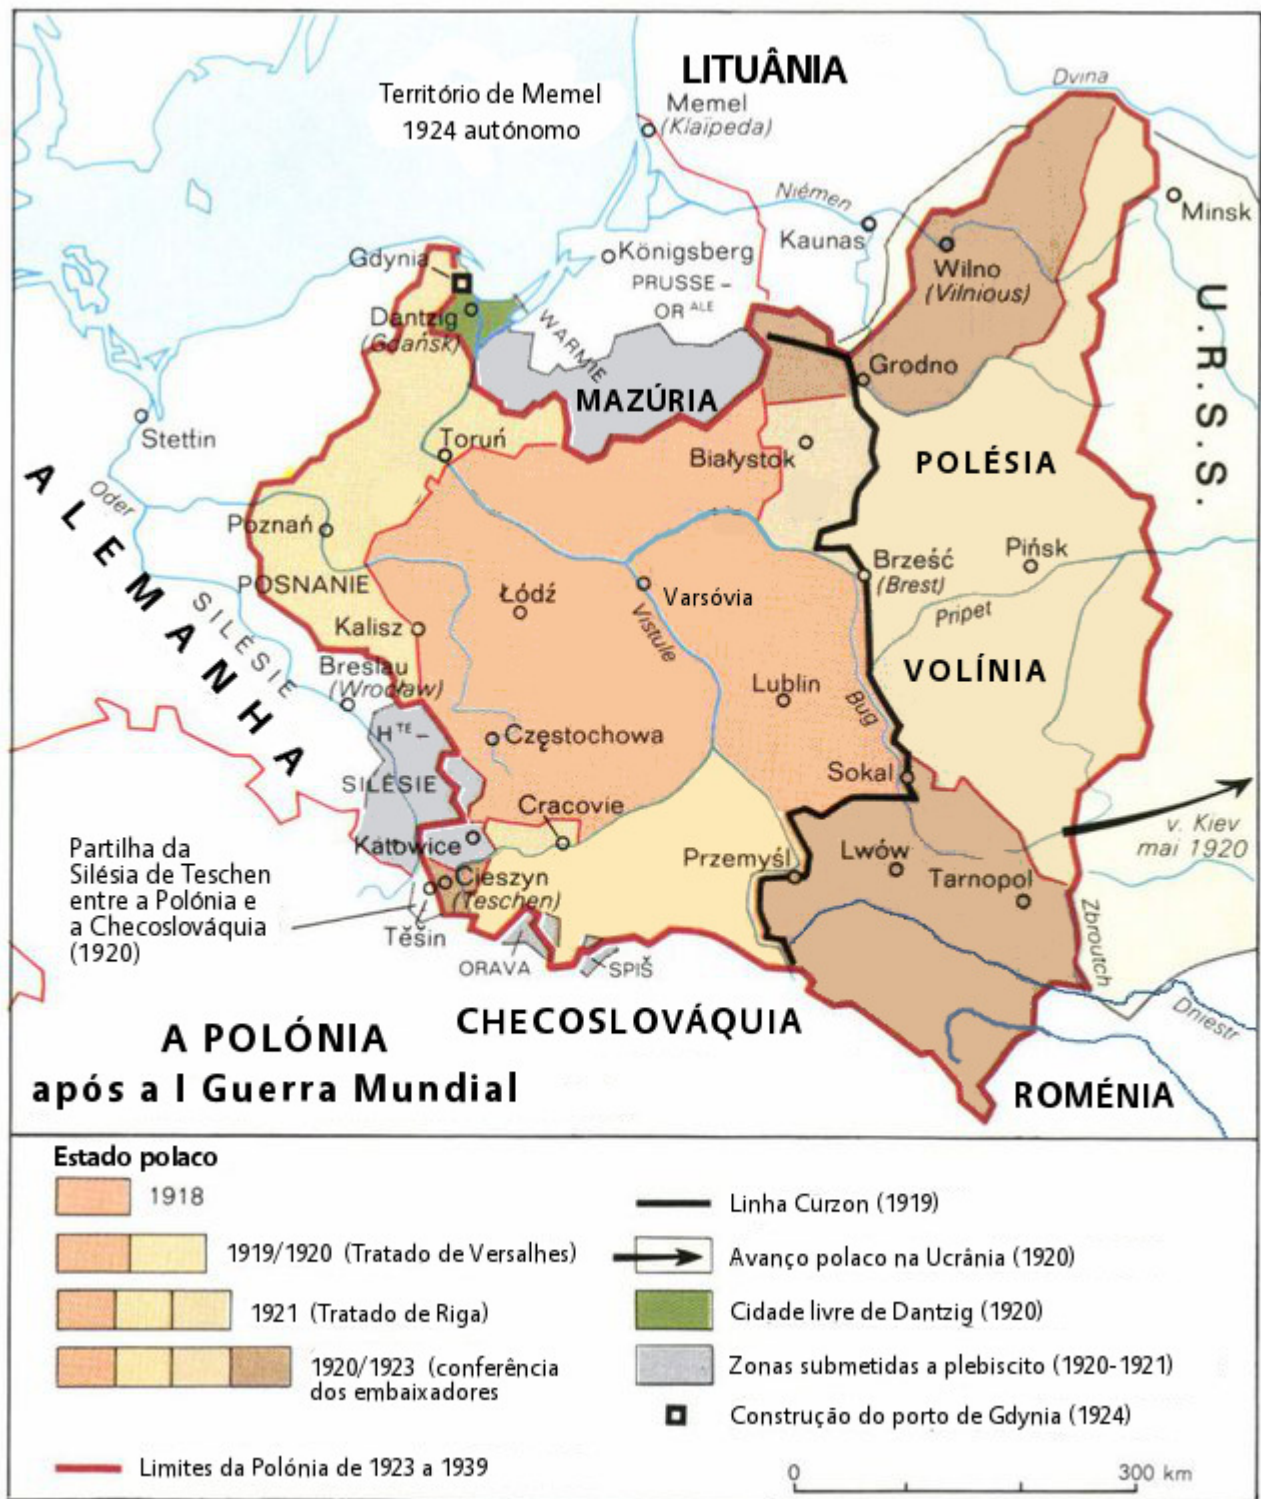 LITUÂNIA
Território de Memel
1924 autónomo
Memel
(Klaïpeda)
Dvina
Niémen
Minsk
Kaunas
Königsberg
Gdynia
PRUSSE –
OR ALE
Wilno
(Vilnious)
U.R.S.S.
Dantzig
(Gdańsk)
WARMIE
Grodno
MAZÚRIA
Stettin
Toruń
Białystok
POLÉSIA
ALEMANHA
Oder
Poznań
Pińsk
Brześć
(Brest)
POSNANIE
Łódź
Varsóvia
Pripet
SILÉSIE
Kalisz
Vistule
VOLÍNIA
Breslau
(Wrocław)
Lublin
Bug
H TE –
SILÉSIE
Częstochowa
Sokal
Cracovie
v. Kiev
mai 1920
Katowice
Przemyśl
Lwów
Tarnopol
Partilha da
Silésia de Teschen
entre a Polónia e
a Checoslováquia
(1920)
Cieszyn
(Teschen)
Těšin
Zbroutch
ORAVA
SPIŠ
Dniestr
CHECOSLOVÁQUIA
A POLÓNIA
após a I Guerra Mundial
ROMÉNIA
Estado polaco
1918
1919/1920 (Tratado de Versalhes)
1921 (Tratado de Riga)
1920/1923 (conferência
dos embaixadores
Limites da Polónia de 1923 a 1939
Linha Curzon (1919)
Avanço polaco na Ucrânia (1920)
Cidade livre de Dantzig (1920)
Zonas submetidas a plebiscito (1920-1921)
Construção do porto de Gdynia (1924)
0 300 km